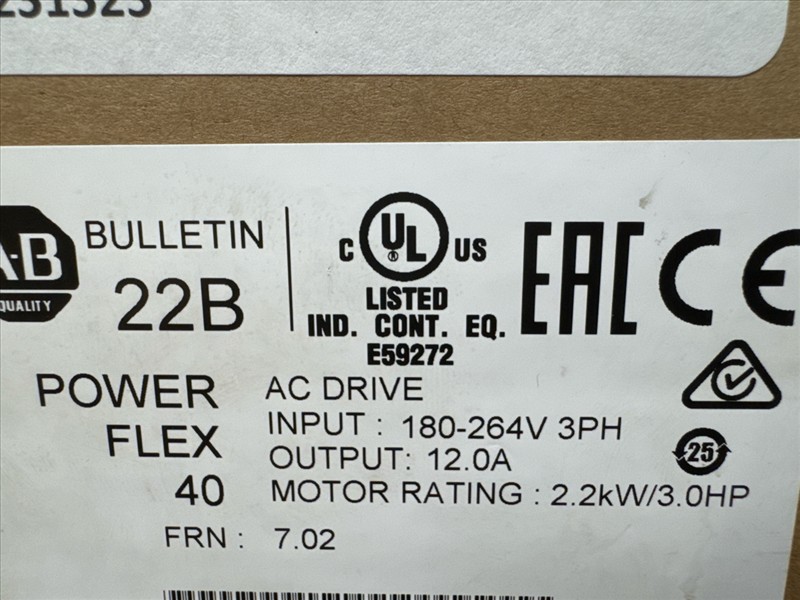 A-B
QUALITY
BULLETIN
22B
C UL US
®
LISTED
IND. CONT. EQ.
E59272
EAC CE
POWER
FLEX
40
AC DRIVE
INPUT : 180-264V 3PH
OUTPUT: 12.0A
MOTOR RATING : 2.2kW/3.0HP
25
FRN : 7.02